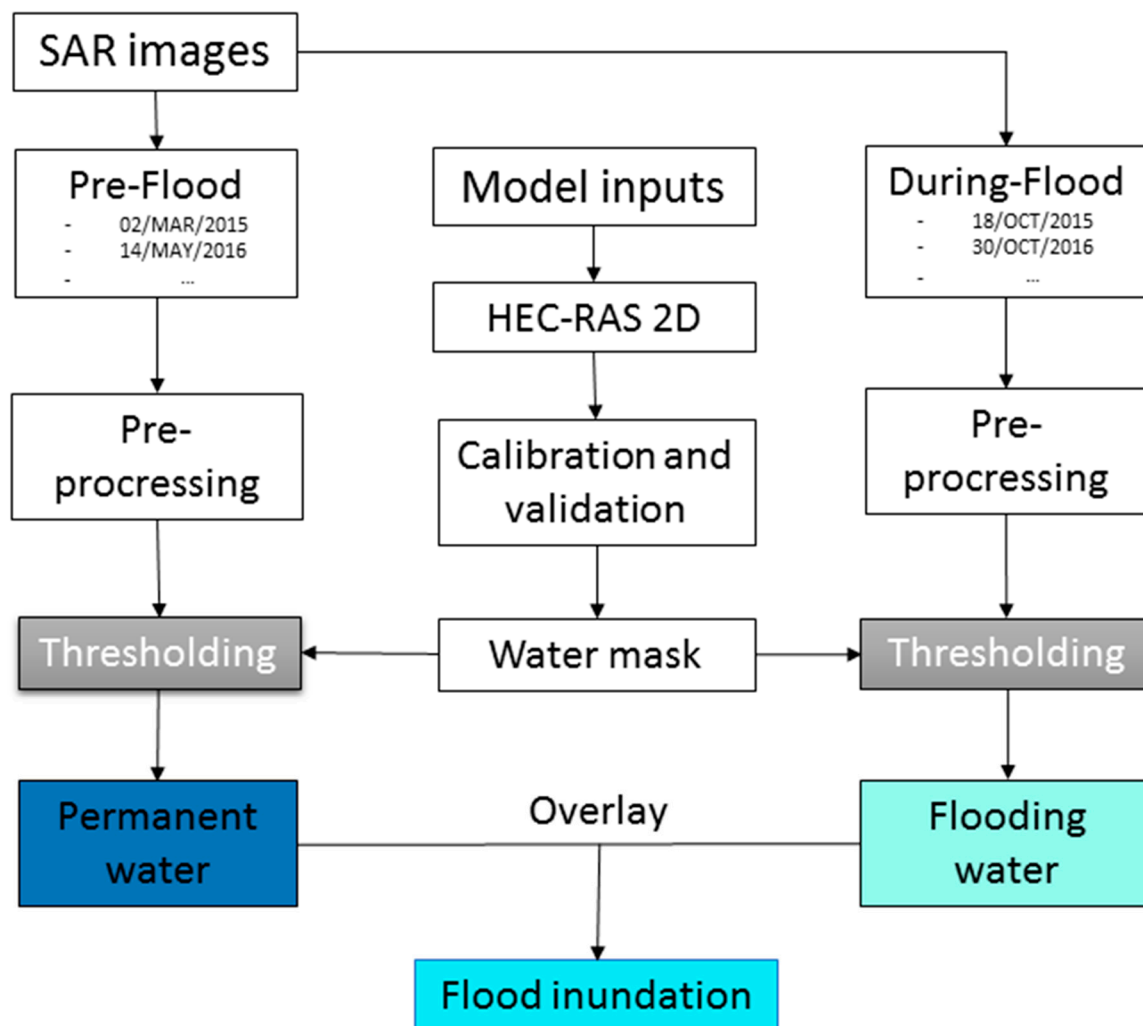 SAR images
Pre-Flood
- 02/MAR/2015
- 14/MAY/2016
- ...
Model inputs
During-Flood
- 18/OCT/2015
- 30/OCT/2016
- ...
HEC-RAS 2D
Pre-
procressing
Calibration and
validation
Pre-
procressing
Thresholding
Water mask
Thresholding
Permanent
water
Overlay
Flooding
water
Flood inundation